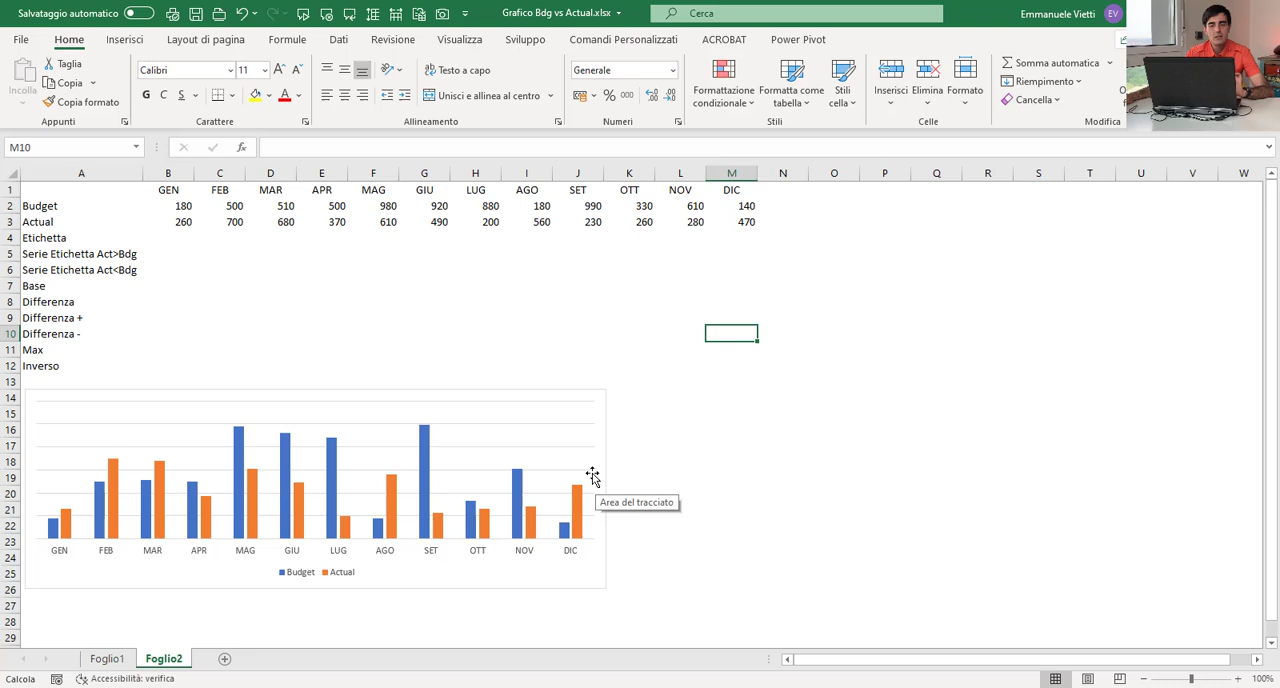 Salvataggio automatico
Grafico Bdg vs Actual.xlsx
Cerca
Emmanuele Vietti EV
File Home Inserisci Layout di pagina Formule Dati Revisione Visualizza Sviluppo Comandi Personalizzati ACROBAT Power Pivot
Incolla
Taglia
Copia
Copia formato
Appunti
Calibri 11
G C S
Carattere
Testo a capo
Unisci e allinea al centro
Allineamento
Generale
% 000
Numeri
Formattazione condizionale
Formatta come tabella
Stili cella
Stili
Inserisci Elimina Formato
Celle
Somma automatica
Riempimento
Cancella
Modifica
M10
fx
A B C D E F G H I J K L M N O P Q R S T U V W
1 GEN FEB MAR APR MAG GIU LUG AGO SET OTT NOV DIC
2 Budget 180 500 510 500 980 920 880 180 990 330 610 140
3 Actual 260 700 680 370 610 490 200 560 230 260 280 470
4 Etichetta
5 Serie Etichetta Act>Bdg
6 Serie Etichetta Act<Bdg
7 Base
8 Differenza
9 Differenza +
10 Differenza -
11 Max
12 Inverso
13
14
15
16
17
18
19
20
21
22
23
24
25
26
27
28
29
Area del tracciato
GEN FEB MAR APR MAG GIU LUG AGO SET OTT NOV DIC
Budget Actual
Foglio1 Foglio2
Calcola
Accessibilità: verifica
100%